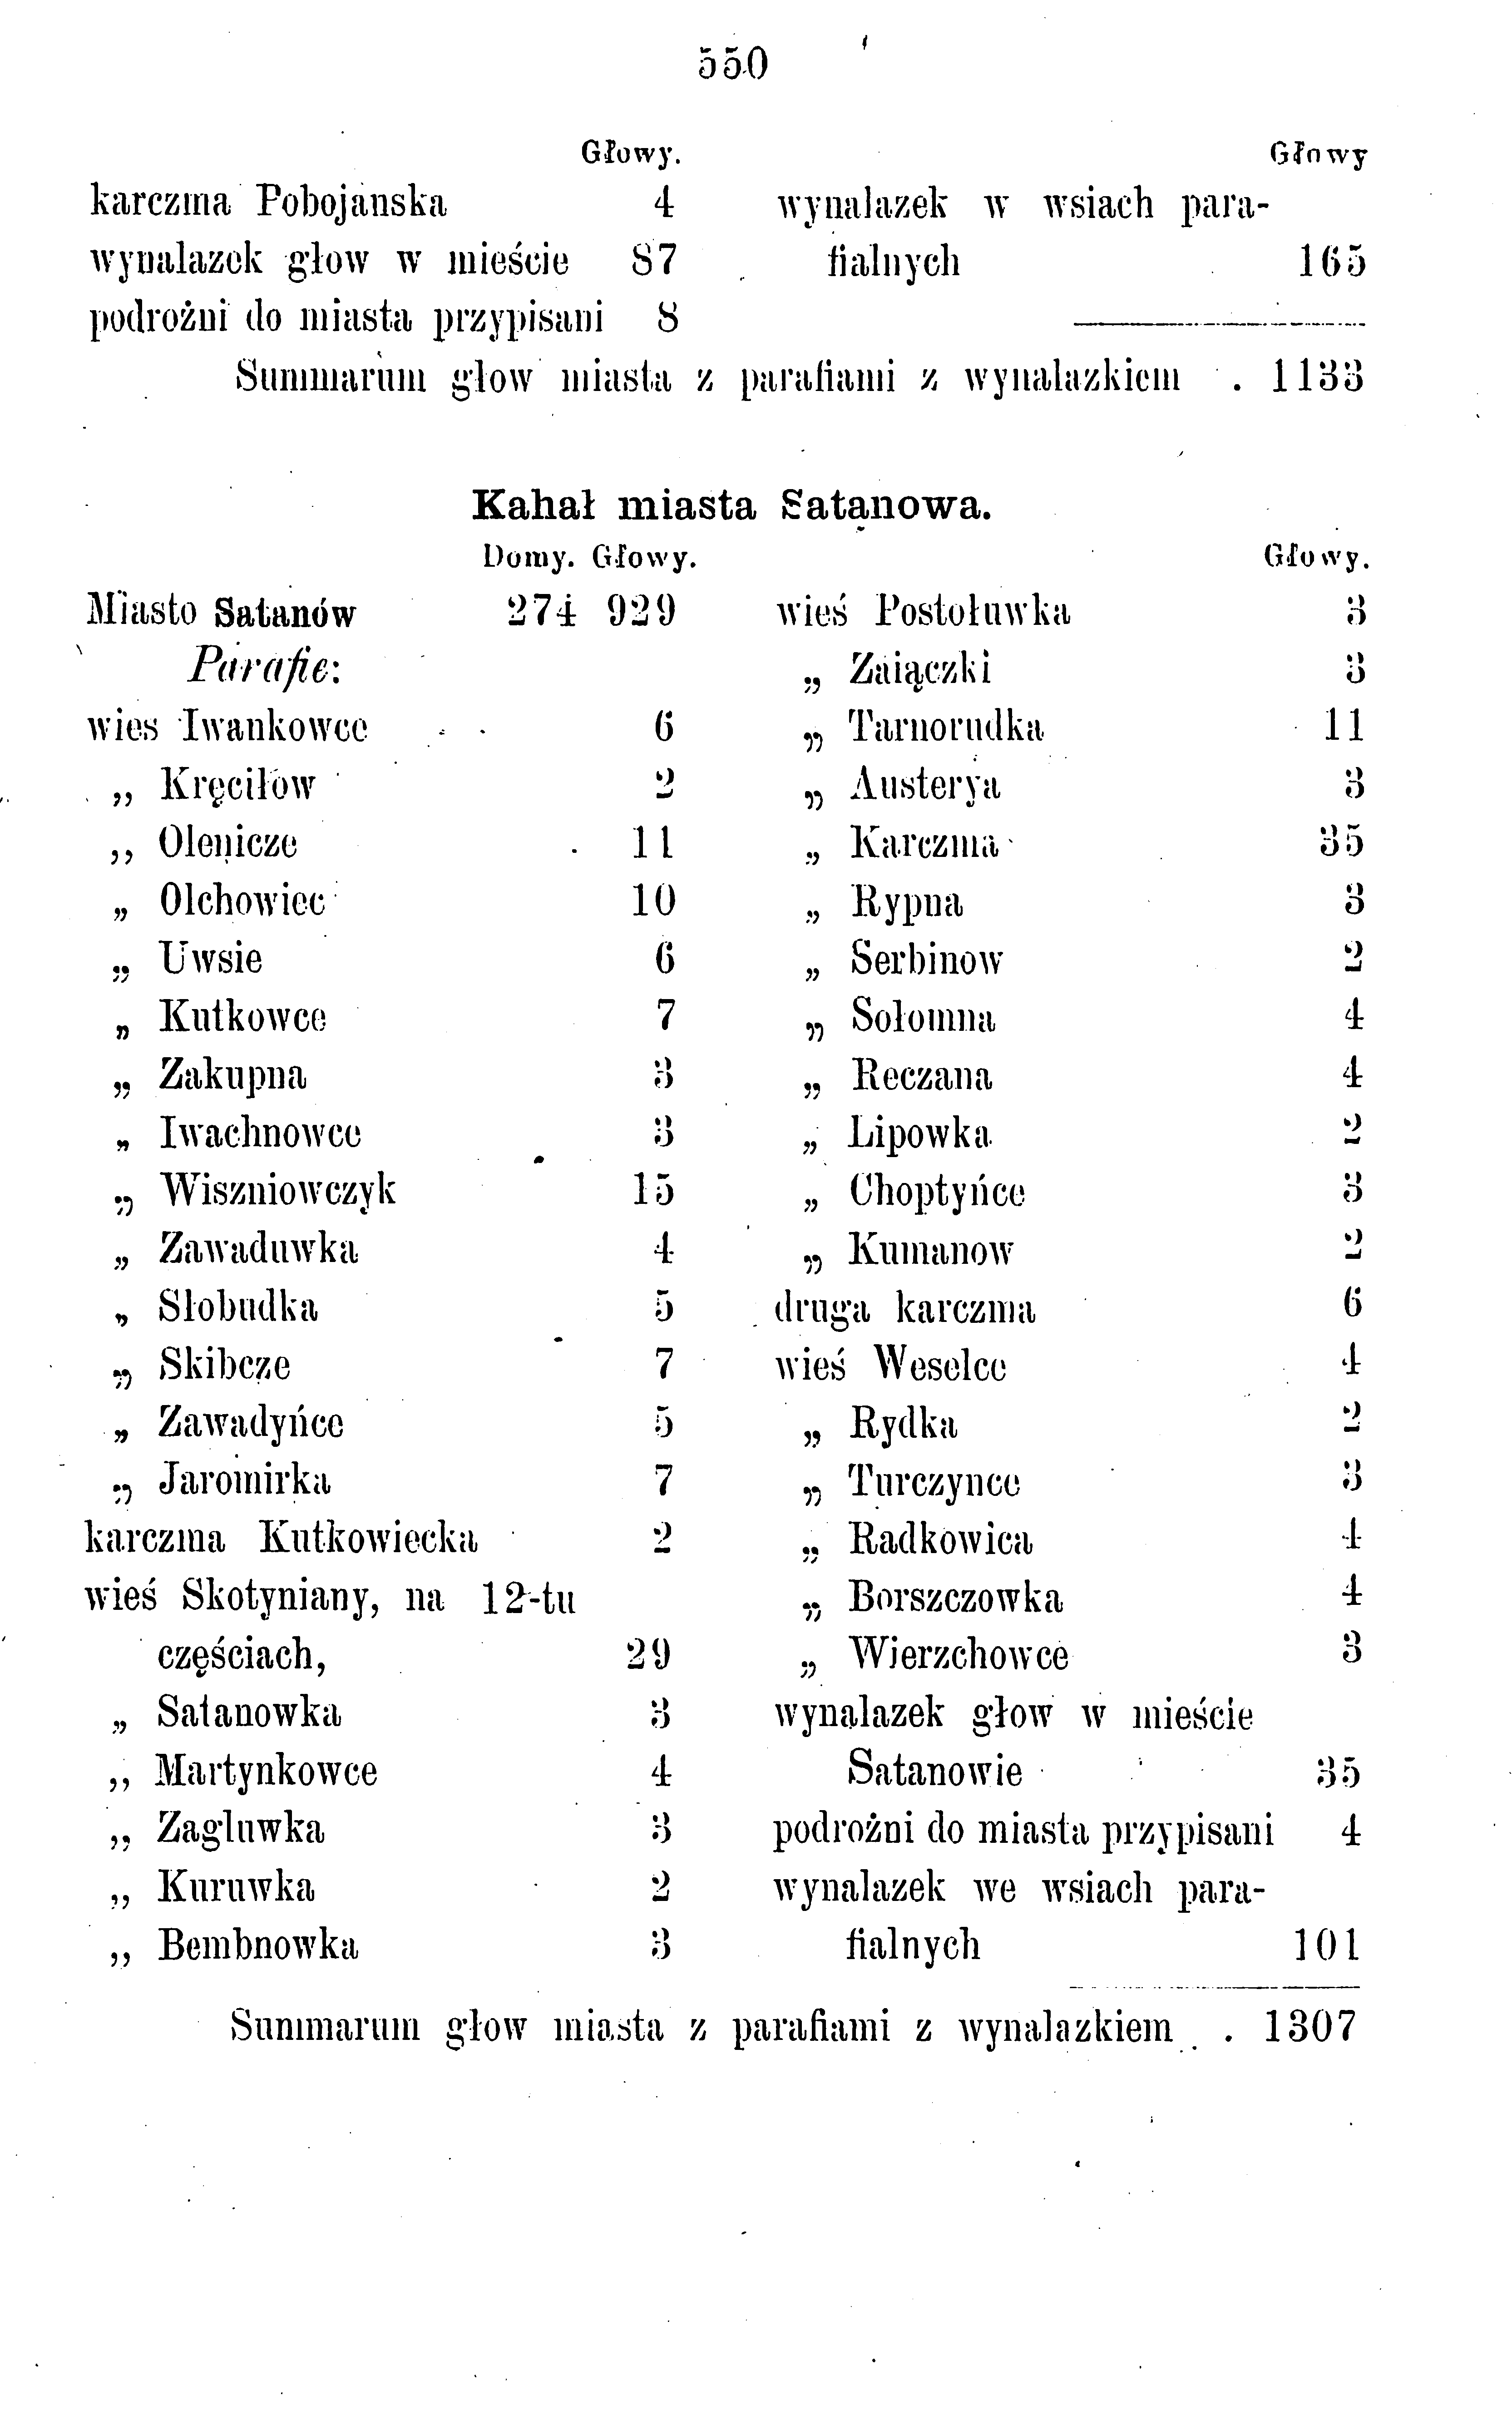 550
Głowy.
karczma Pobojanska 4
wynalazek głow w mieście 87
podrożni do miasta przypisani 8
Głowy
wynalazek w wsiach para-
fialnych 165
Summarum głow miasta z parafiami z wynalazkiem . 1133
Kahał miasta Satanowa.
Domy. Głowy.
Miasto Satanów 274 929
Parafie:
wies Iwankowce 6
„ Kręciłow 2
„ Olenicze 11
„ Olchowiec 10
„ Uwsie 6
„ Kutkowce 7
„ Zakupna 3
„ Iwachnowce 3
„ Wiszniowczyk 15
„ Zawaduwka 4
„ Słobudka 5
„ Skibcze 7
„ Zawadyńce 5
„ Jaromirka 7
karczma Kutkowiecka 2
wieś Skotyniany, na 12-tu
częściach, 29
„ Satanowka 3
„ Martynkowce 4
„ Zagluwka 3
„ Kuruwka 2
„ Bembnowka 3
Głowy.
wieś Postołuwka 3
„ Zaiączki 3
„ Tarnorudka 11
„ Austerya 3
„ Karczma 35
„ Rypna 3
„ Serbinow 2
„ Sołomna 4
„ Reczana 4
„ Lipowka 2
„ Choptyńce 3
„ Kumanow 2
druga karczma 6
wieś Weselce 4
„ Rydka 2
„ Turczynce 3
„ Radkowica 4
„ Borszczowka 4
„ Wierzchowce 3
wynalazek głow w mieście
Satanowie 35
podrożni do miasta przypisani 4
wynalazek we wsiach para-
fialnych 101
Summarum głow miasta z parafiami z wynalazkiem . 1307